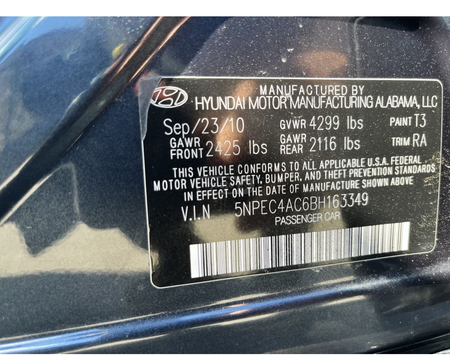 MANUFACTURED BY
HYUNDAI MOTOR MANUFACTURING ALABAMA, LLC
Sep/23/10 GVWR 4299 lbs PAINT T3
GAWR FRONT 2425 lbs GAWR REAR 2116 lbs TRIM RA
THIS VEHICLE CONFORMS TO ALL APPLICABLE U.S.A. FEDERAL
MOTOR VEHICLE SAFETY, BUMPER, AND THEFT PREVENTION STANDARDS
IN EFFECT ON THE DATE OF MANUFACTURE SHOWN ABOVE.
V.I.N 5NPEC4AC6BH163349
PASSENGER CAR